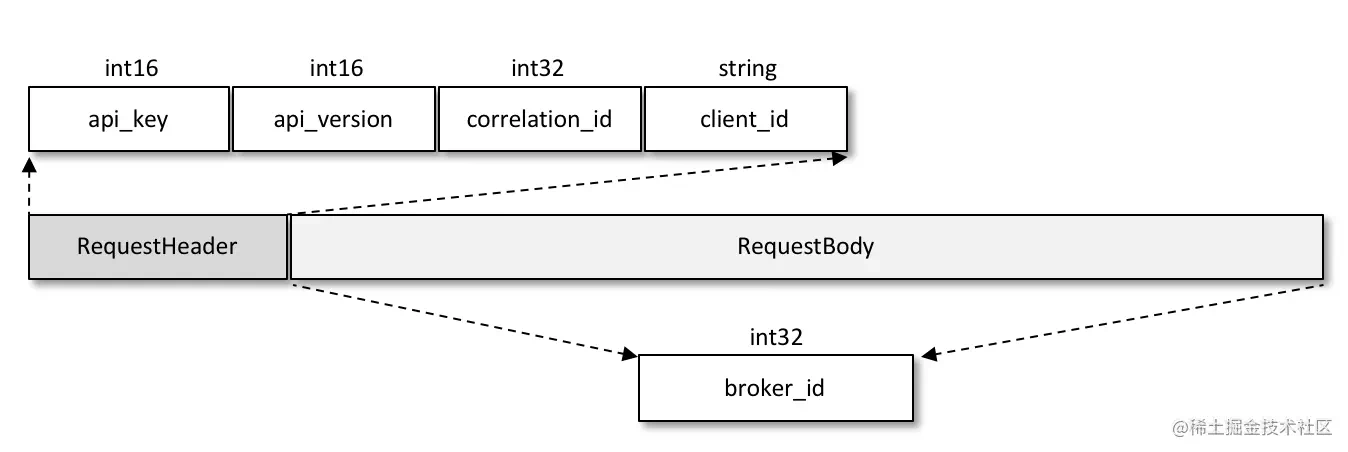 int16 int16 int32 string
api_key api_version correlation_id client_id
RequestHeader RequestBody
int32
broker_id
@稀土掘金技术社区